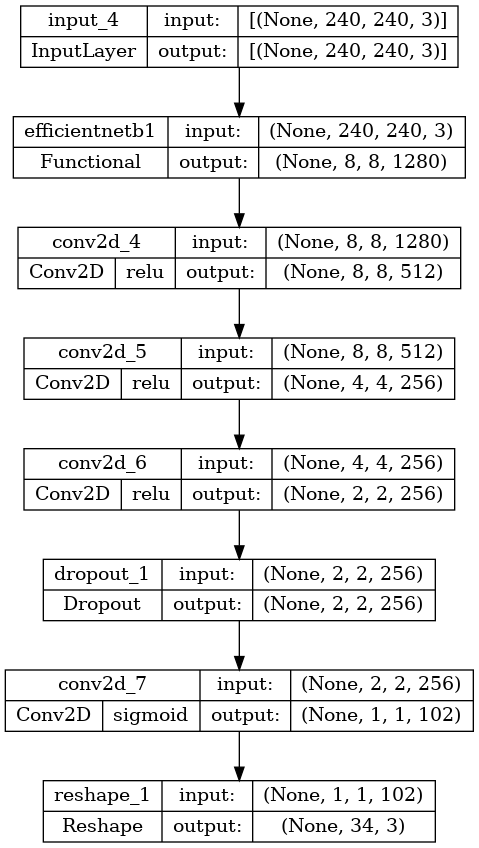 input_4 input: [(None, 240, 240, 3)]
InputLayer output: [(None, 240, 240, 3)]
efficientnetb1 input: (None, 240, 240, 3)
Functional output: (None, 8, 8, 1280)
conv2d_4 input: (None, 8, 8, 1280)
Conv2D relu output: (None, 8, 8, 512)
conv2d_5 input: (None, 8, 8, 512)
Conv2D relu output: (None, 4, 4, 256)
conv2d_6 input: (None, 4, 4, 256)
Conv2D relu output: (None, 2, 2, 256)
dropout_1 input: (None, 2, 2, 256)
Dropout output: (None, 2, 2, 256)
conv2d_7 input: (None, 2, 2, 256)
Conv2D sigmoid output: (None, 1, 1, 102)
reshape_1 input: (None, 1, 1, 102)
Reshape output: (None, 34, 3)